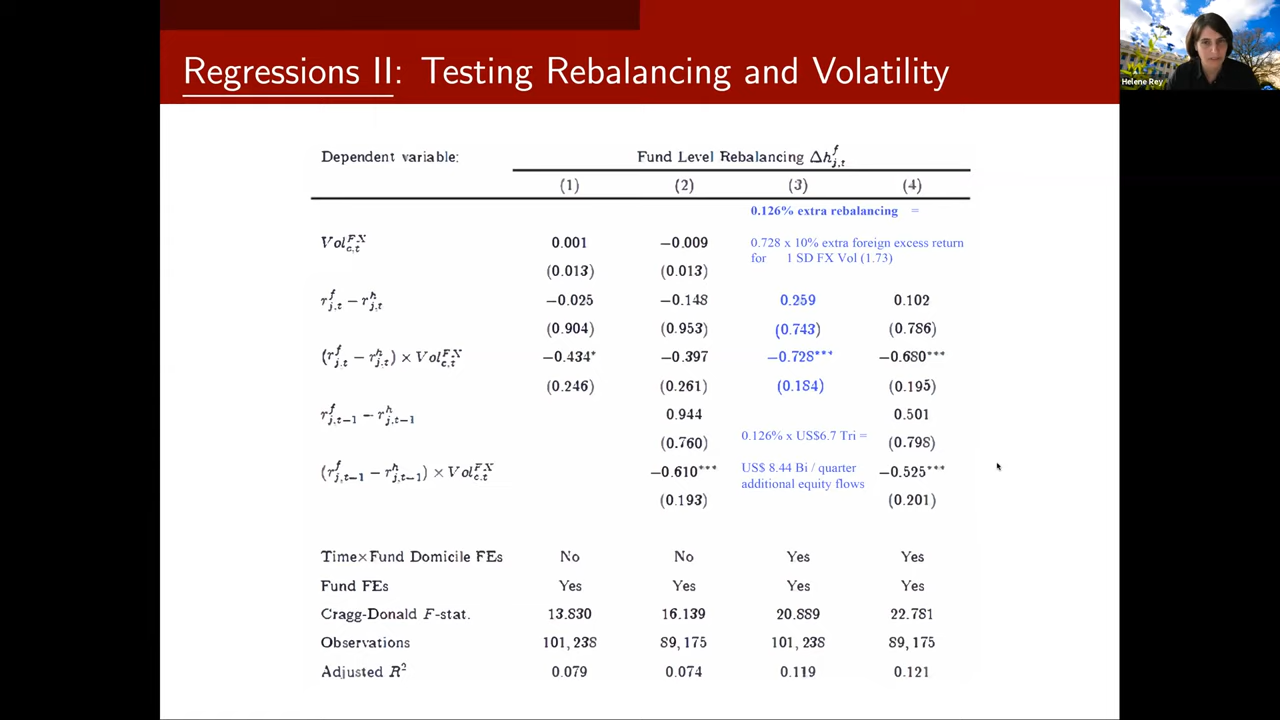 Regressions II: Testing Rebalancing and Volatility
Helene Rey
Dependent variable: Fund Level Rebalancing Δh^f_{j,t}
(1) (2) (3) (4)
0.126% extra rebalancing =
Vol^{FX}_{c,t} 0.001 −0.009 0.728 x 10% extra foreign excess return
for 1 SD FX Vol (1.73)
(0.013) (0.013)
r^f_{j,t} − r^h_{j,t} −0.025 −0.148 0.259 0.102
(0.904) (0.953) (0.743) (0.786)
(r^f_{j,t} − r^h_{j,t}) × Vol^{FX}_{c,t} −0.434* −0.397 −0.728*** −0.680***
(0.246) (0.261) (0.184) (0.195)
r^f_{j,t−1} − r^h_{j,t−1} 0.944 0.501
(0.760) 0.126% x US$6.7 Tri = (0.798)
(r^f_{j,t−1} − r^h_{j,t−1}) × Vol^{FX}_{c,t} −0.610*** US$ 8.44 Bi / quarter −0.525***
additional equity flows
(0.193) (0.201)
Time×Fund Domicile FEs No No Yes Yes
Fund FEs Yes Yes Yes Yes
Cragg-Donald F-stat. 13.830 16.139 20.889 22.781
Observations 101,238 89,175 101,238 89,175
Adjusted R² 0.079 0.074 0.119 0.121